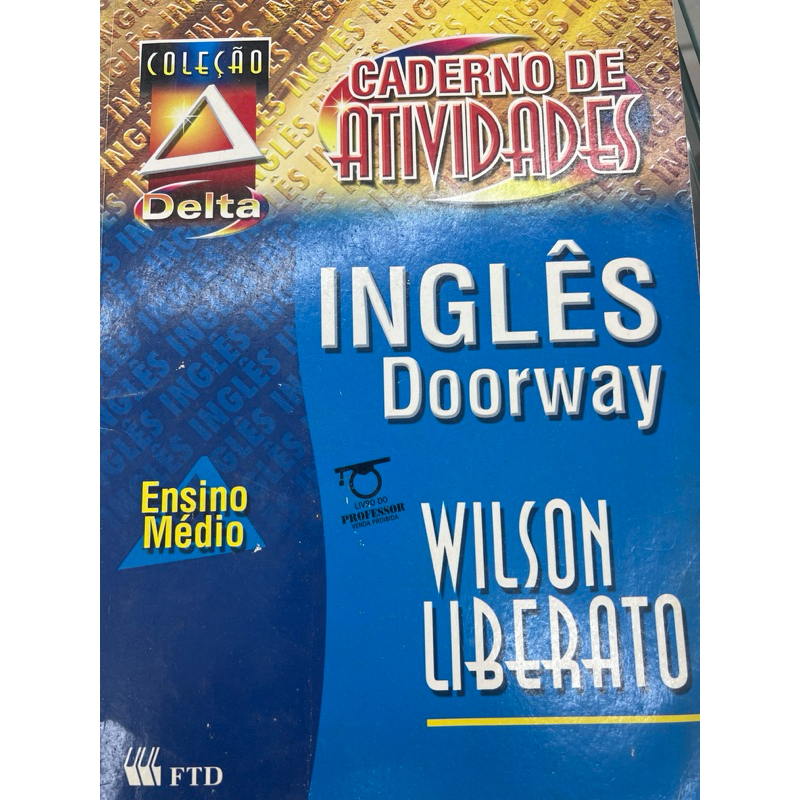 COLEÇÃO
Delta
CADERNO DE
ATIVIDADES
INGLÊS
Doorway
Ensino
Médio
LIVRO DO
PROFESSOR
VENDA PROIBIDA
WILSON
LIBERATO
FTD